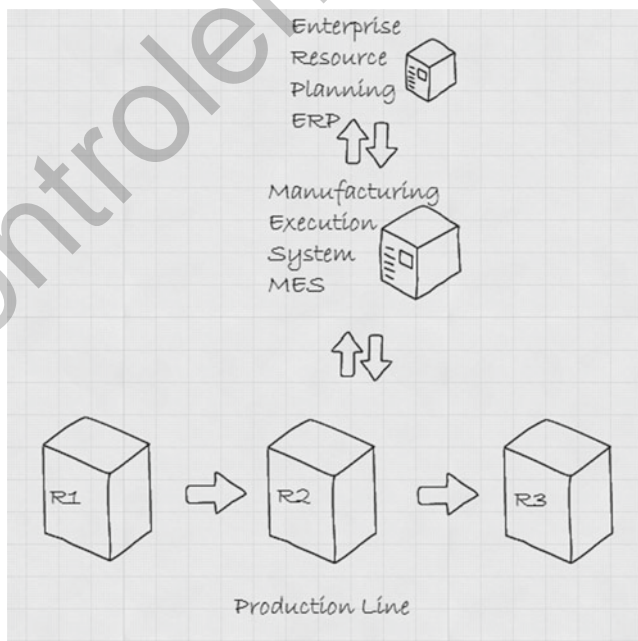 Enterprise
Resource
Planning
ERP
Manufacturing
Execution
System
MES
R1
R2
R3
Production Line